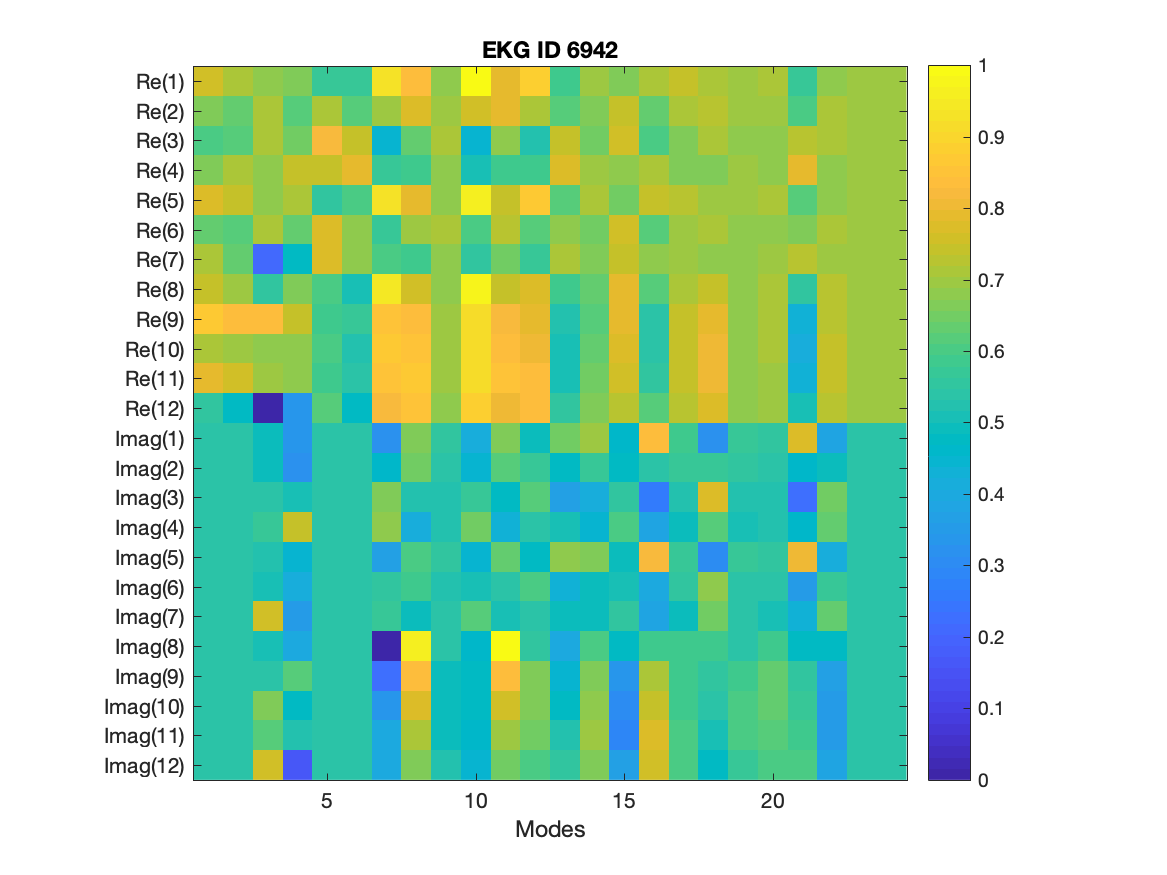 EKG ID 6942
Re(1)
Re(2)
Re(3)
Re(4)
Re(5)
Re(6)
Re(7)
Re(8)
Re(9)
Re(10)
Re(11)
Re(12)
Imag(1)
Imag(2)
Imag(3)
Imag(4)
Imag(5)
Imag(6)
Imag(7)
Imag(8)
Imag(9)
Imag(10)
Imag(11)
Imag(12)
5 10 15 20
Modes
1
0.9
0.8
0.7
0.6
0.5
0.4
0.3
0.2
0.1
0